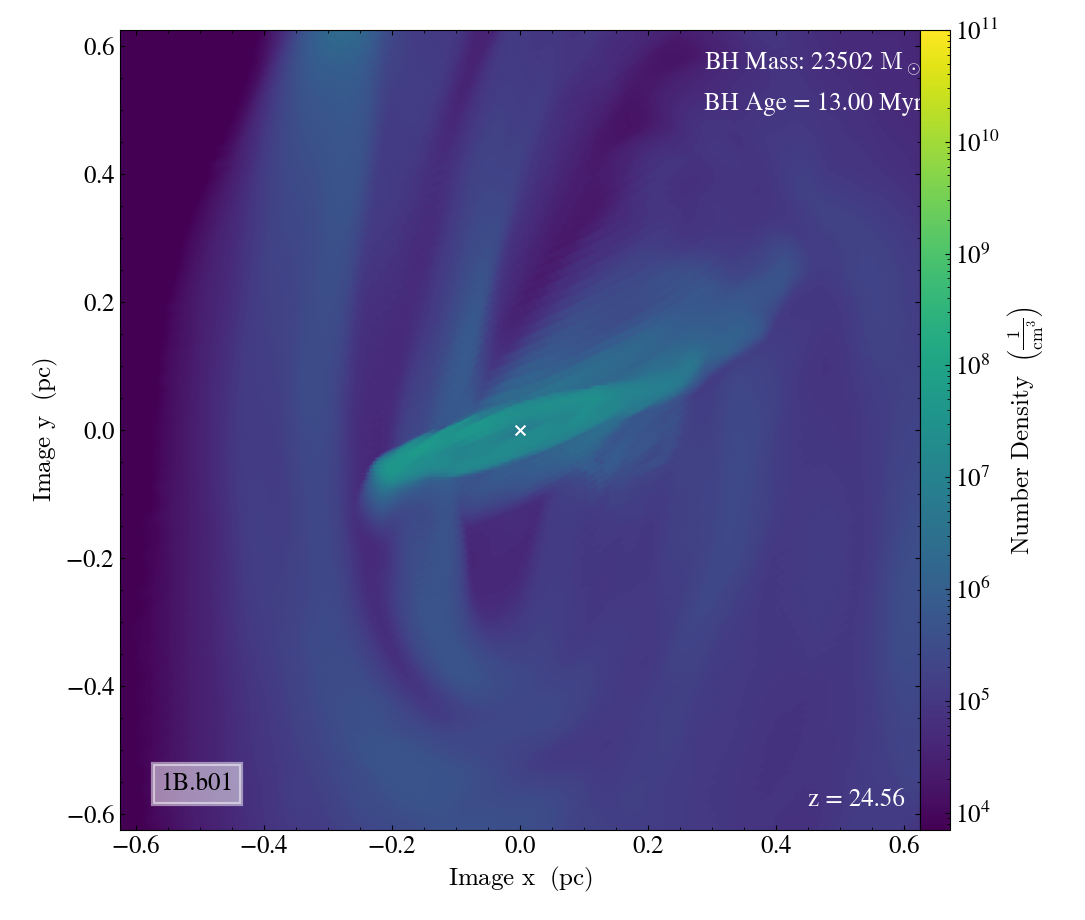 BH Mass: 23502 M⊙
BH Age = 13.00 Myr
1B.b01
z = 24.56
0.6
0.4
0.2
0.0
−0.2
−0.4
−0.6
Image y (pc)
−0.6 −0.4 −0.2 0.0 0.2 0.4 0.6
Image x (pc)
10¹¹
10¹⁰
10⁹
10⁸
10⁷
10⁶
10⁵
10⁴
Number Density (1/cm³)